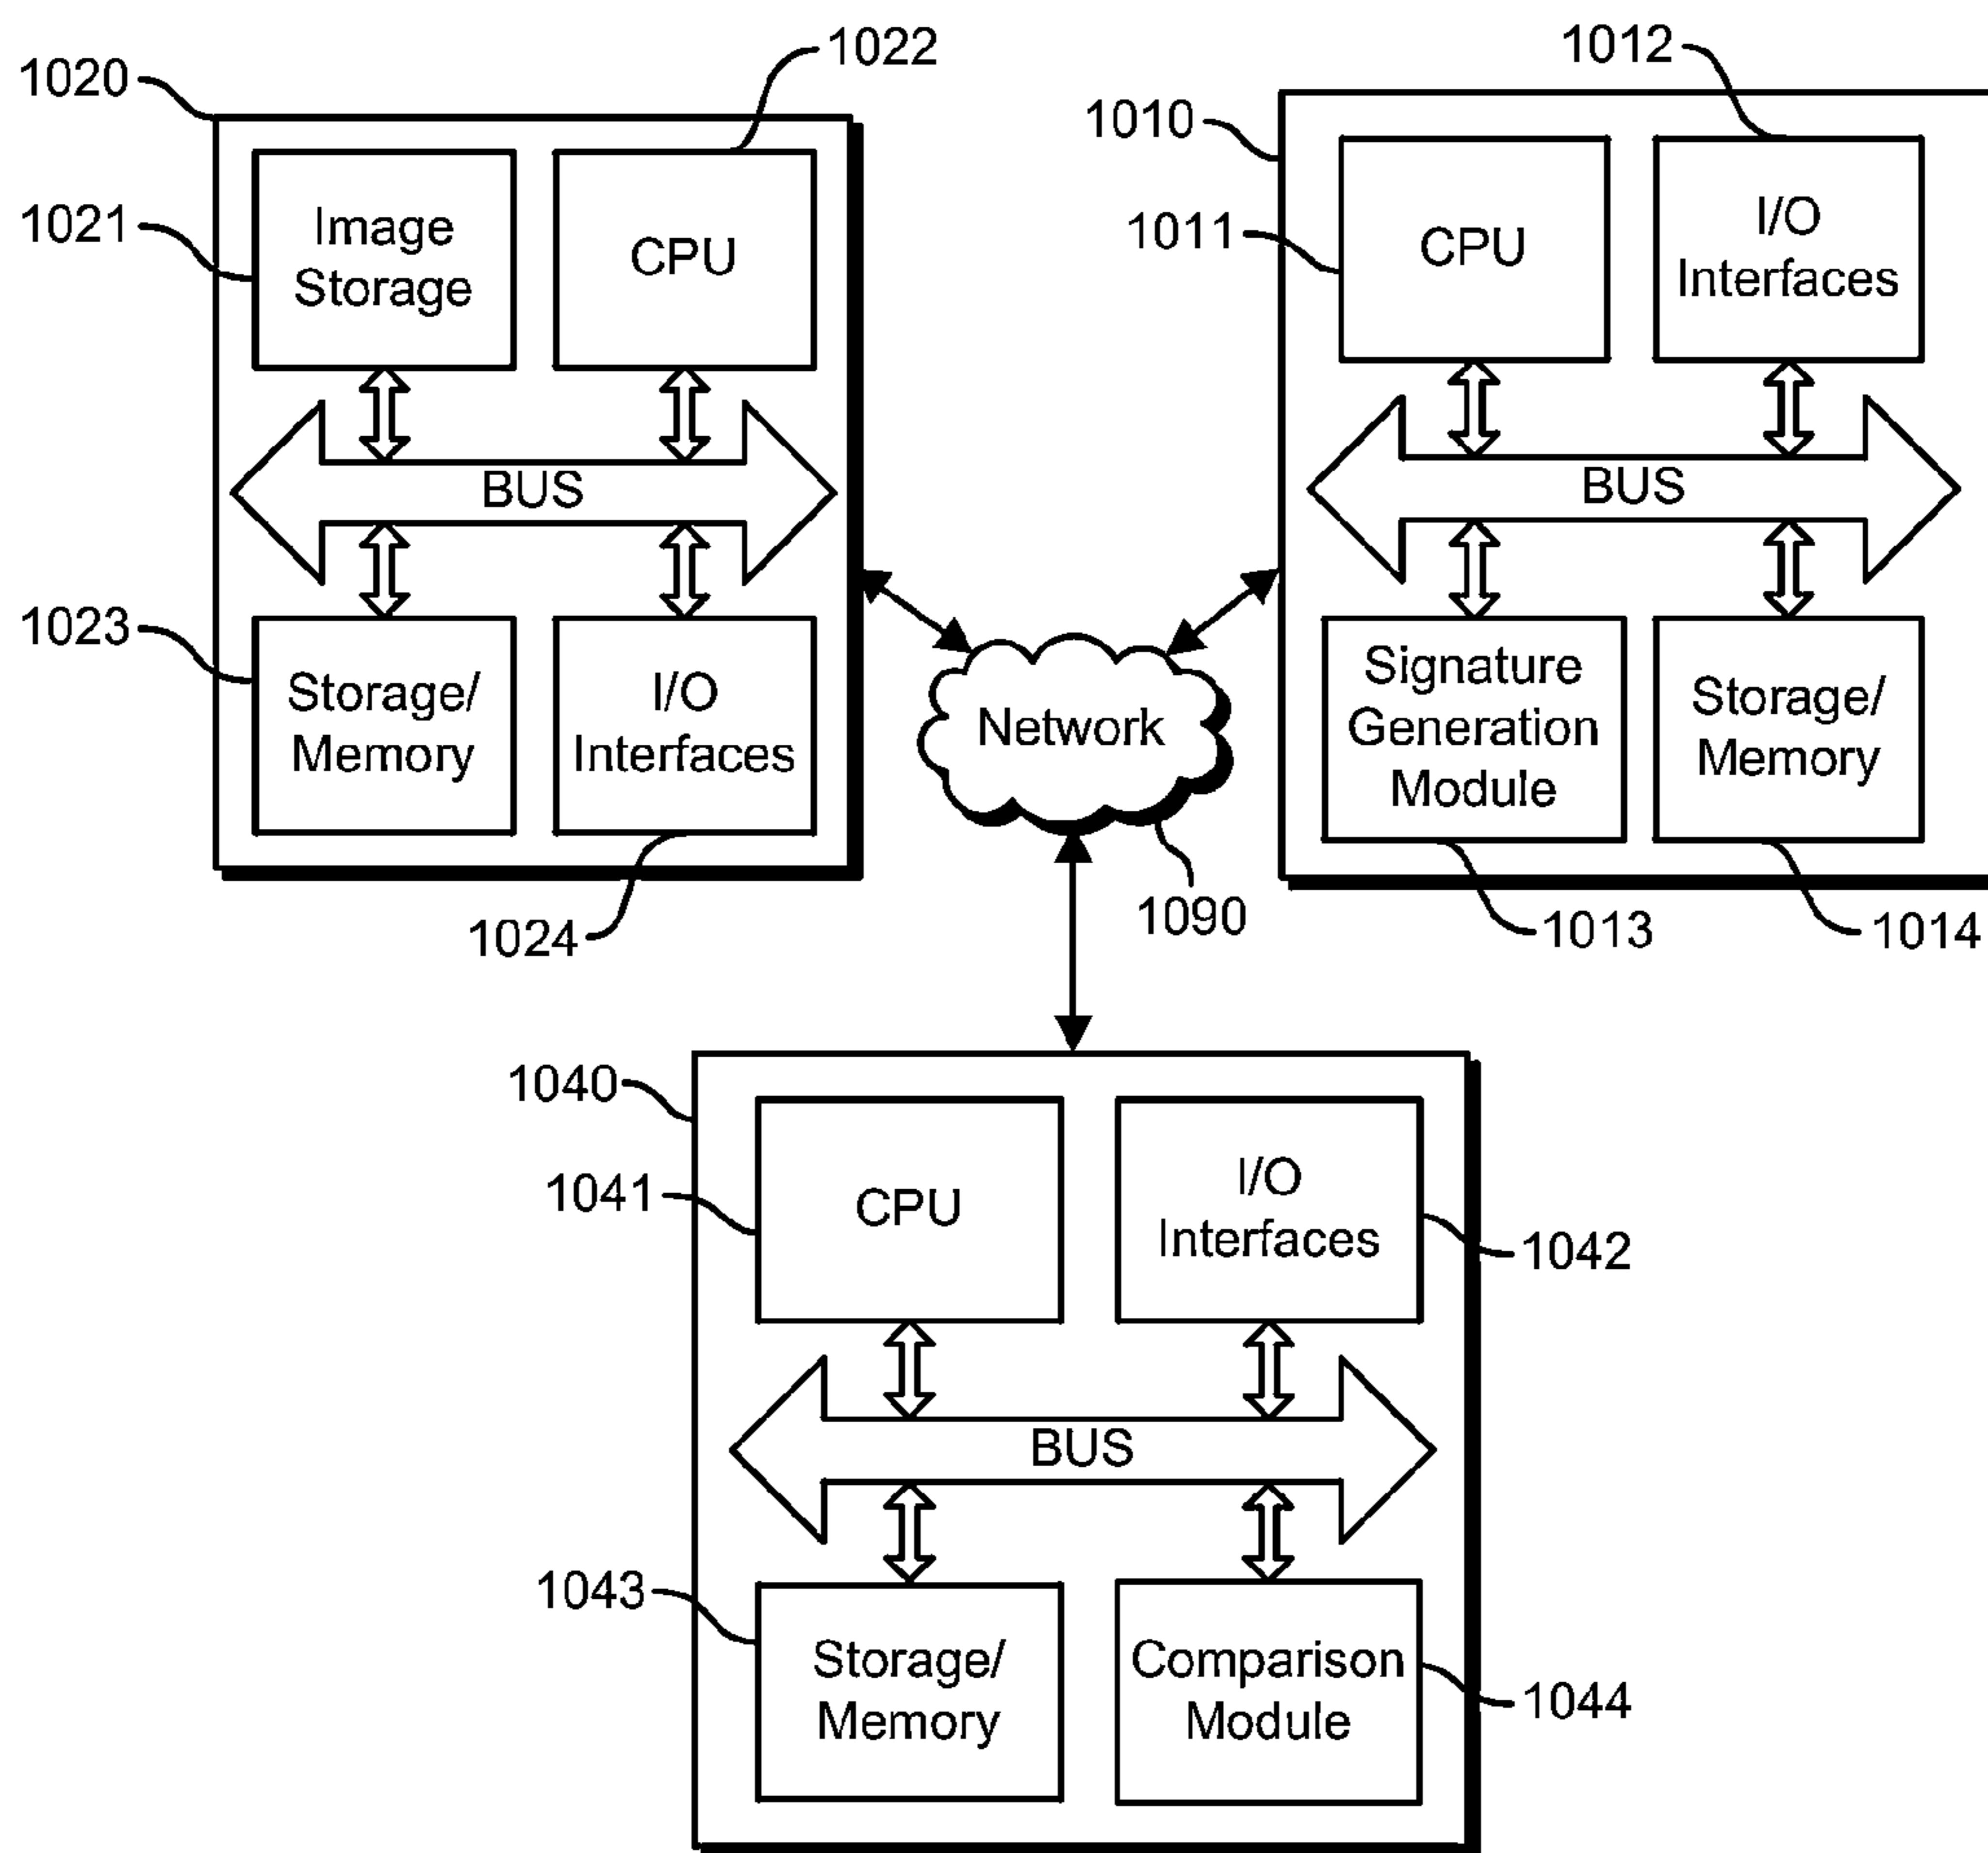 1020
1022
1021
Image
Storage
CPU
BUS
1023
Storage/
Memory
I/O
Interfaces
1024
1012
1010
1011
CPU
I/O
Interfaces
BUS
Signature
Generation
Module
Storage/
Memory
1013
1014
Network
1090
1040
1041
CPU
I/O
Interfaces
1042
BUS
1043
Storage/
Memory
Comparison
Module
1044